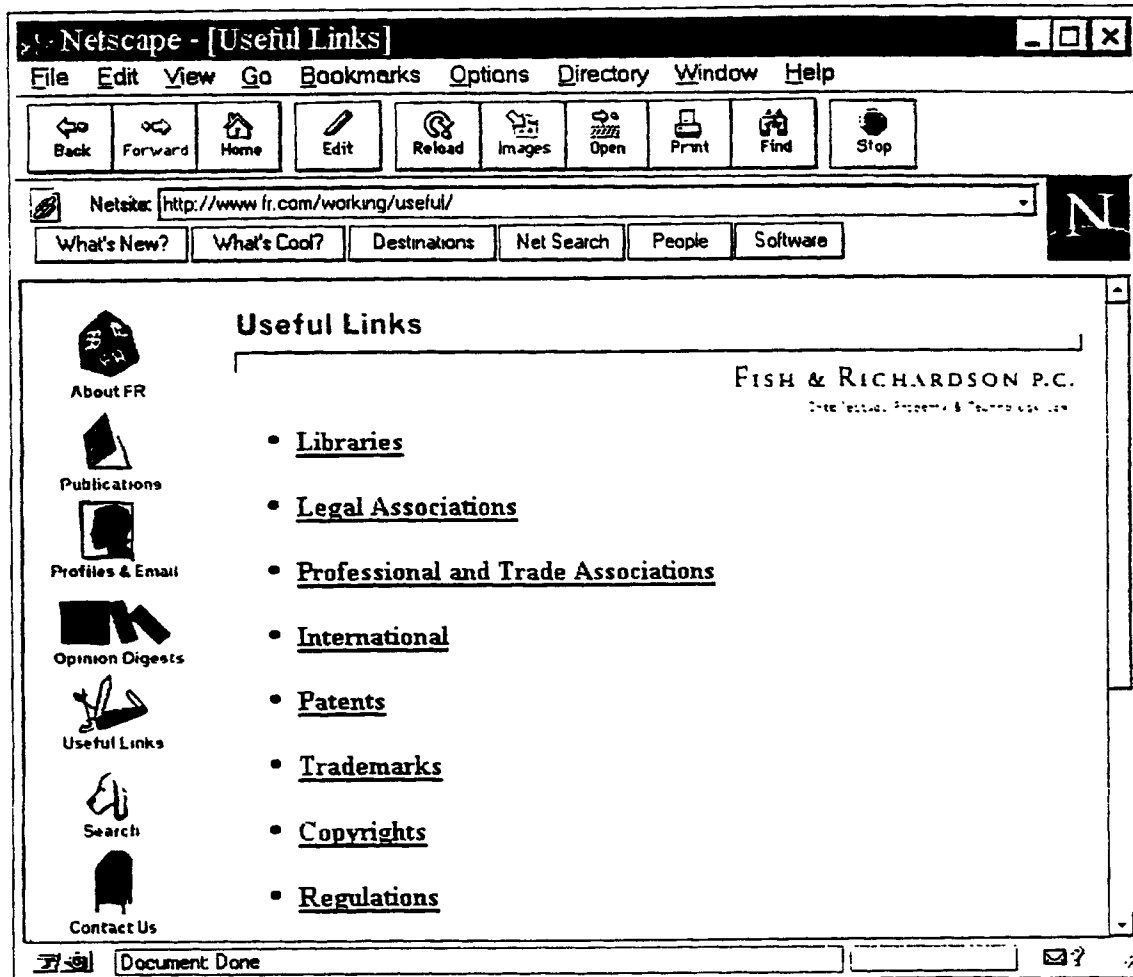 Netscape - [Useful Links]
File Edit View Go Bookmarks Options Directory Window Help
Back Forward Home Edit Reload Images Open Print Find Stop
Netsite: http://www.fr.com/working/useful/
N
What's New? What's Cool? Destinations Net Search People Software
Useful Links
About FR
FISH & RICHARDSON P.C.
Libraries
Publications
Legal Associations
Profiles & Email
Professional and Trade Associations
International
Opinion Digests
Patents
Useful Links
Trademarks
Search
Copyrights
Regulations
Contact Us
Document: Done